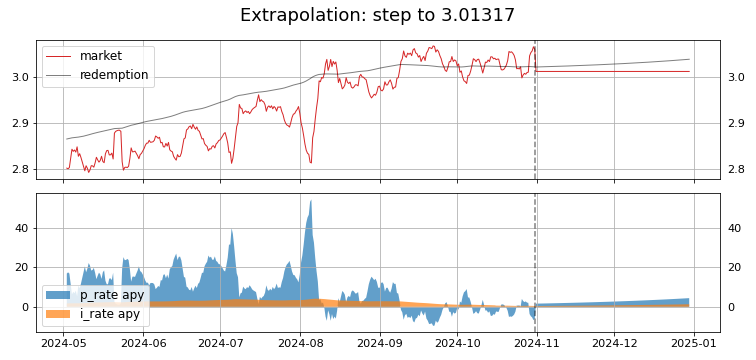 Extrapolation: step to 3.01317
market
redemption
3.0 3.0
2.9 2.9
2.8 2.8
40 40
20 20
0 0
p_rate apy
i_rate apy
2024-05 2024-06 2024-07 2024-08 2024-09 2024-10 2024-11 2024-12 2025-01